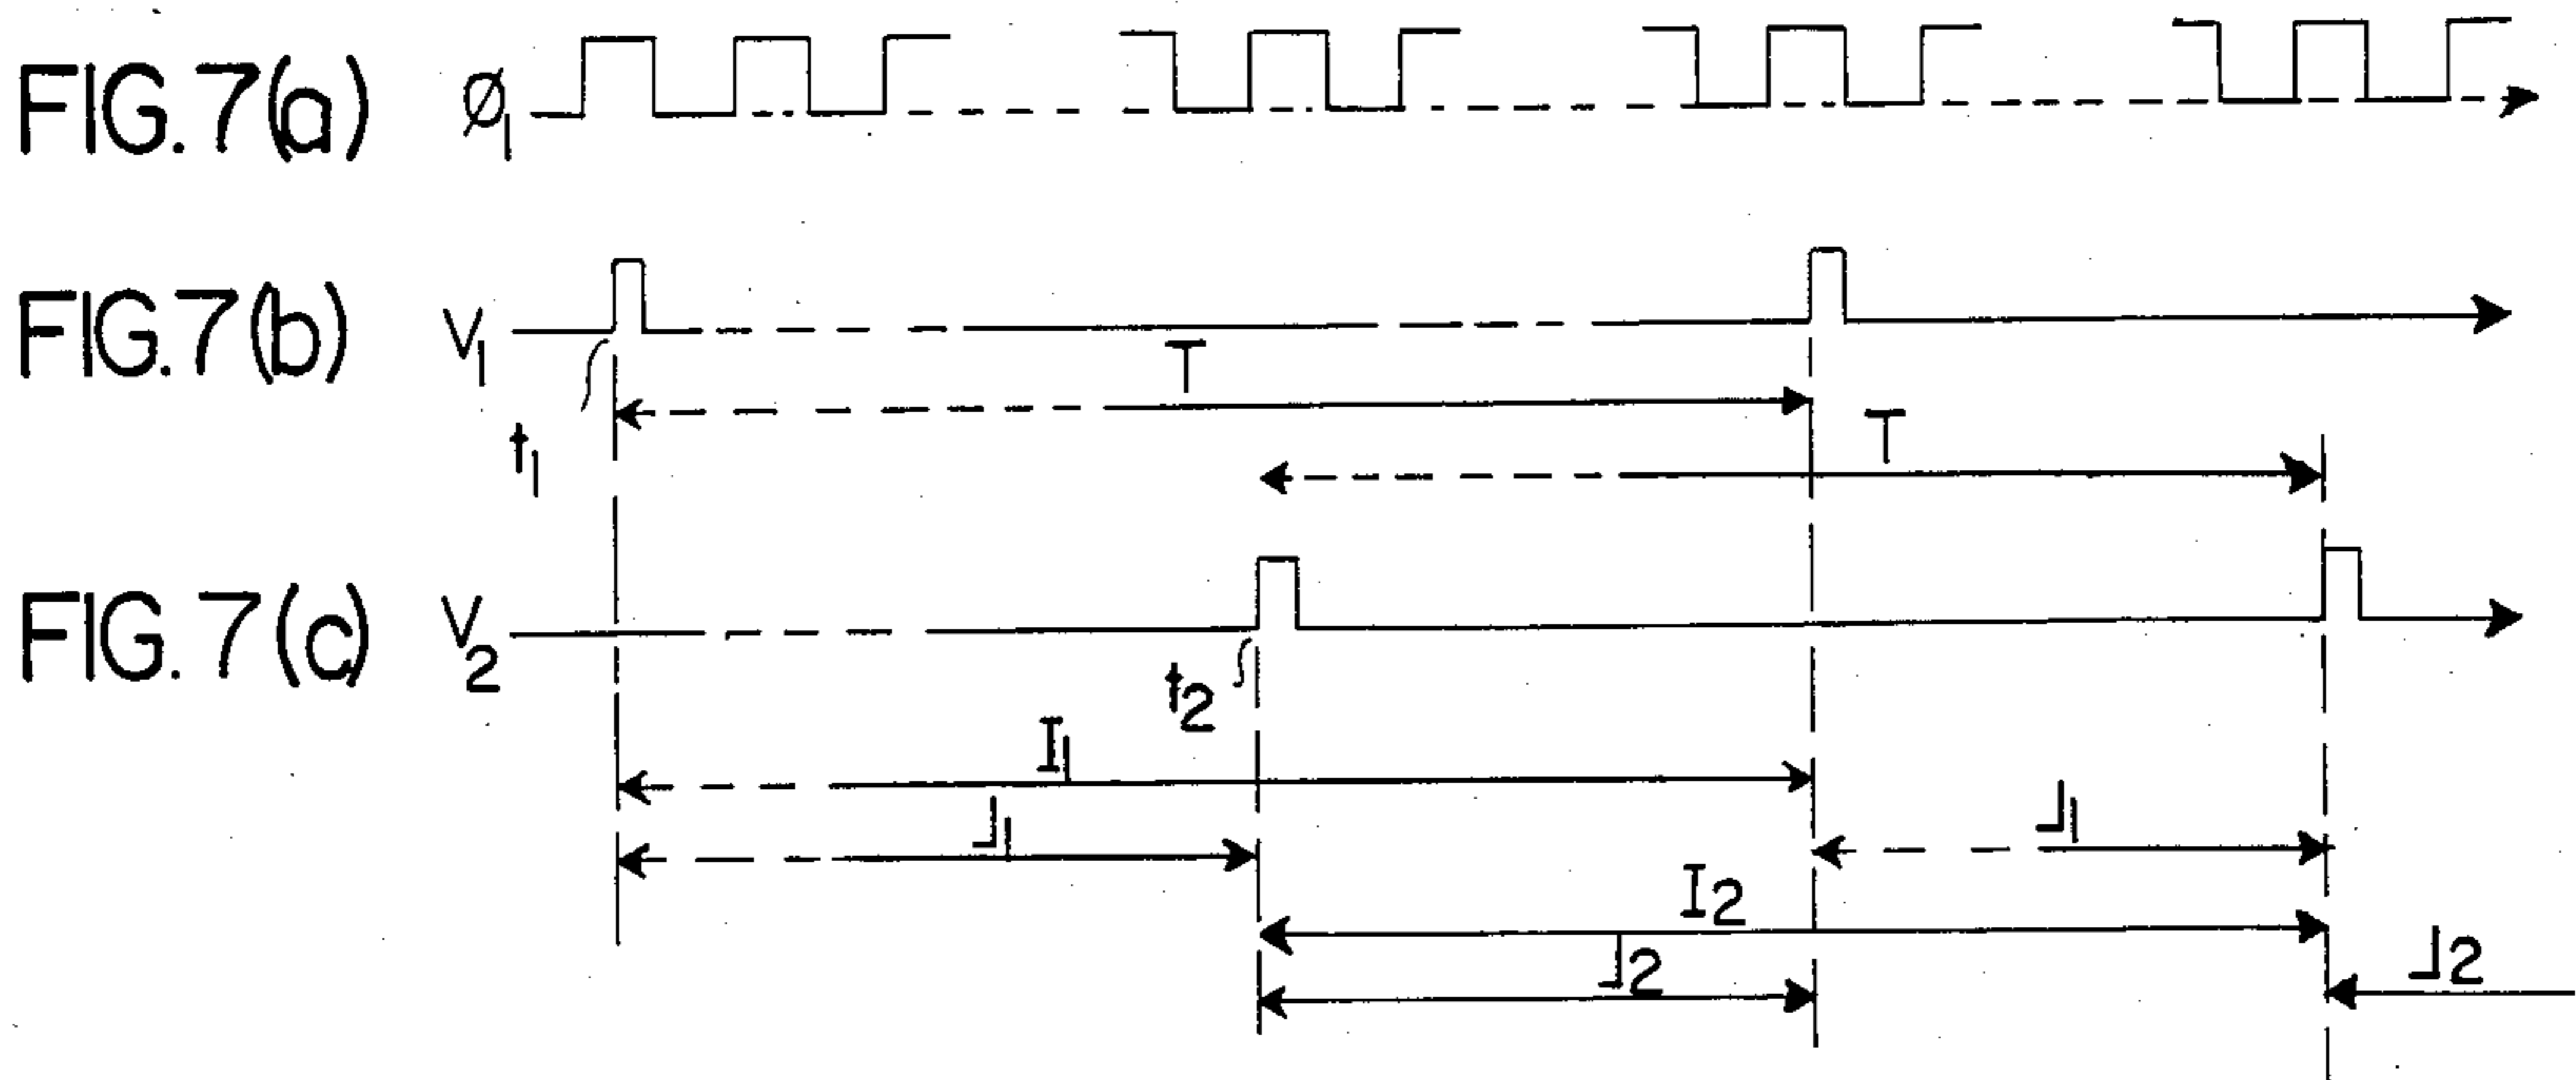 FIG. 7(a) Ø1
FIG. 7(b) V1
T
t1
T
FIG. 7(c) V2
t2
I1
J1
J1
I2
J2
J2